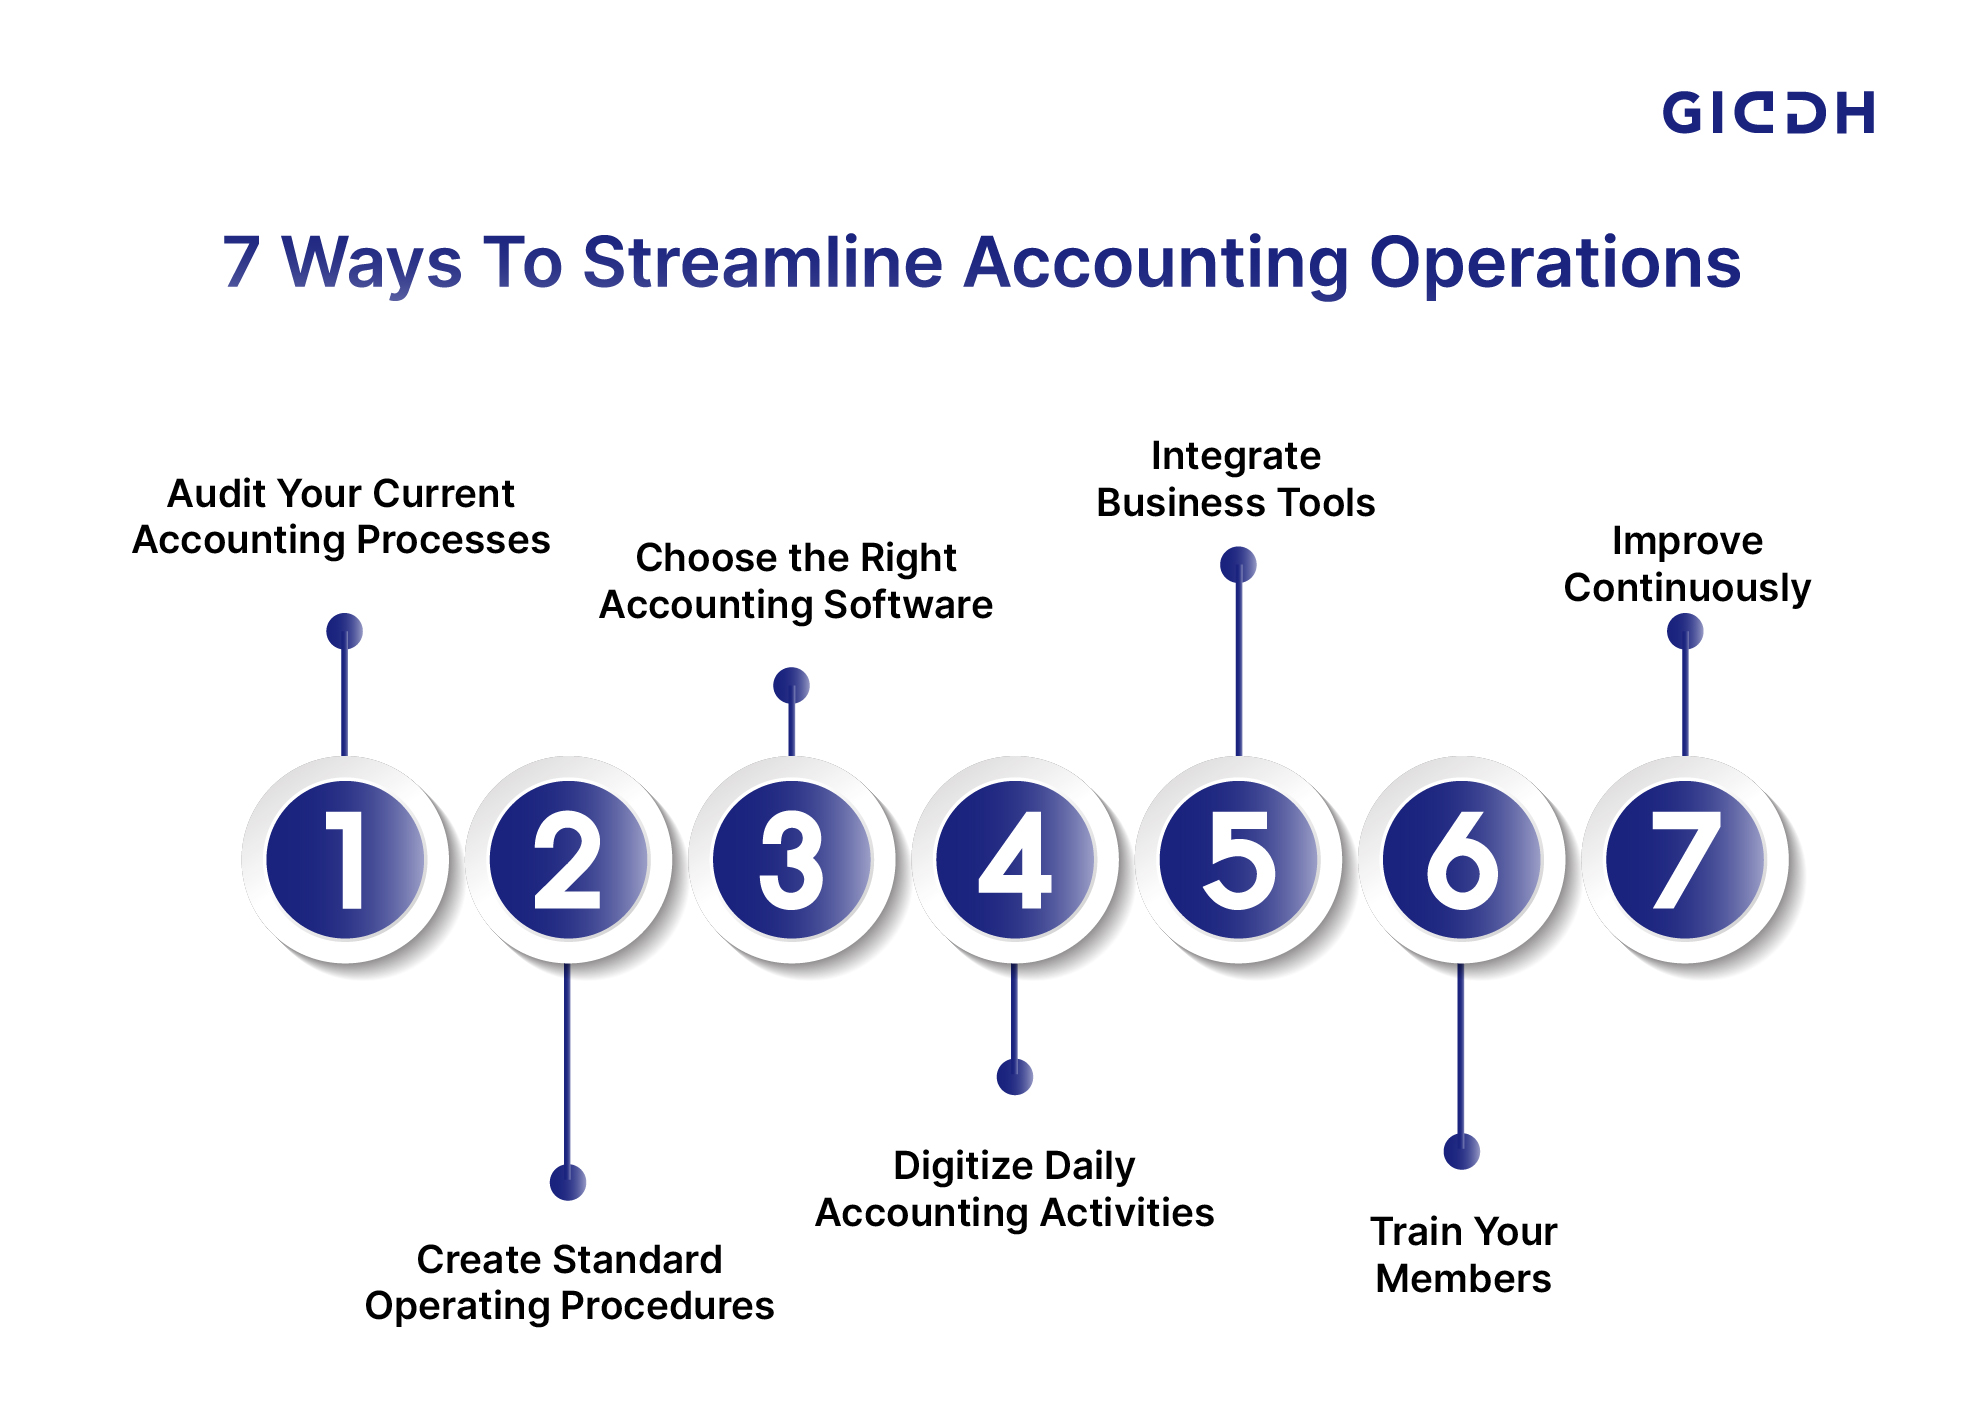 GIDDH
7 Ways To Streamline Accounting Operations
Audit Your Current
Accounting Processes
Choose the Right
Accounting Software
Integrate
Business Tools
Improve
Continuously
1 2 3 4 5 6 7
Create Standard
Operating Procedures
Digitize Daily
Accounting Activities
Train Your
Members